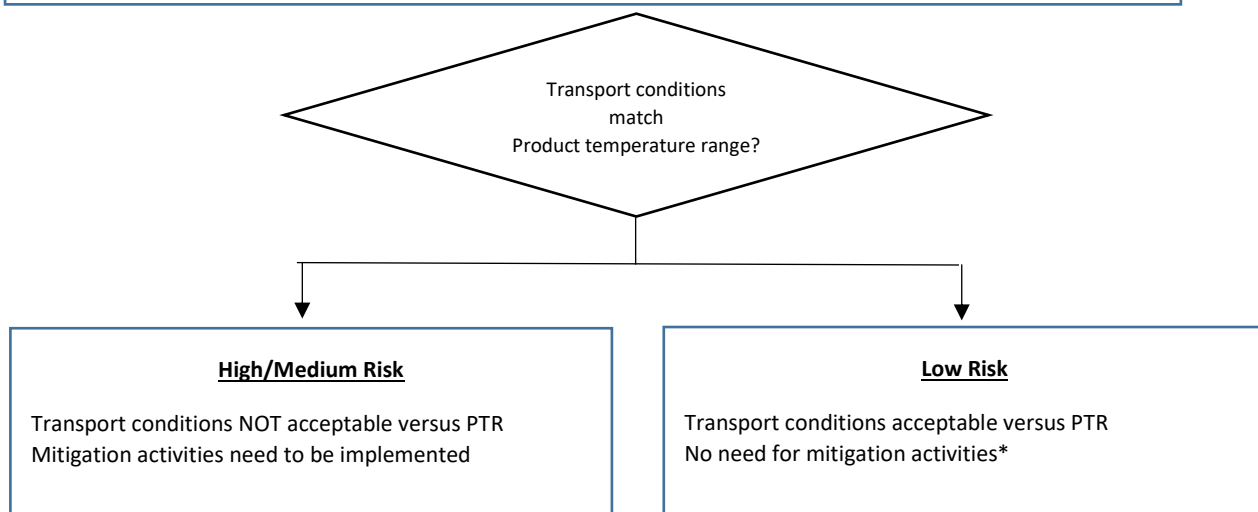 Transport conditions
match
Product temperature range?
High/Medium Risk
Transport conditions NOT acceptable versus PTR
Mitigation activities need to be implemented
Low Risk
Transport conditions acceptable versus PTR
No need for mitigation activities*